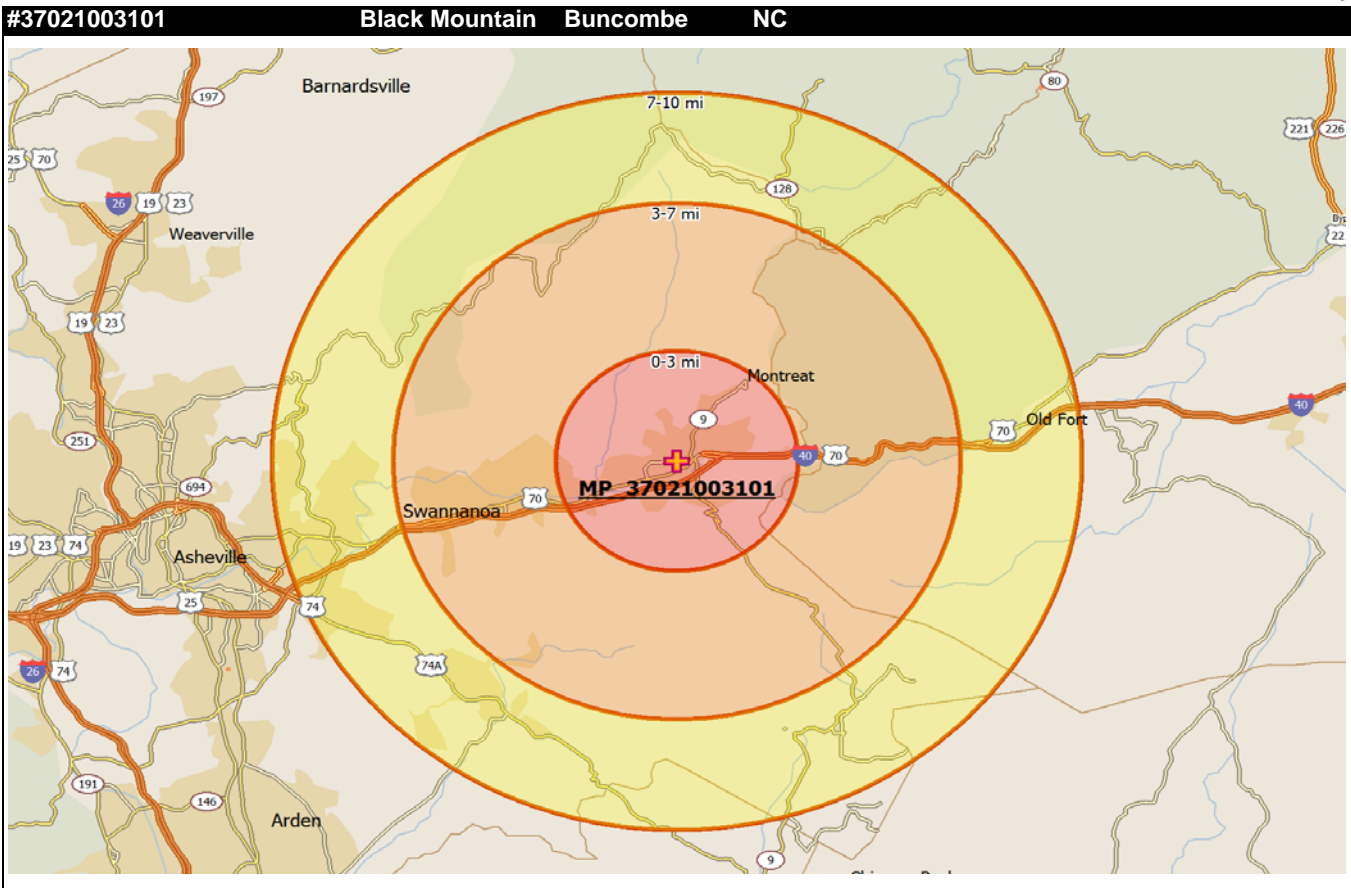 #37021003101 Black Mountain Buncombe NC
Barnardsville
197
80
7-10 mi
221 226
25 70
128
26 19 23
3-7 mi
Weaverville
22
19 23
0-3 mi
Montreat
40
9
Old Fort
70
251
40 70
694
MP 37021003101
70
Swannanoa
19 23 74
Asheville
25
74
74A
26 74
191
146
Arden
9